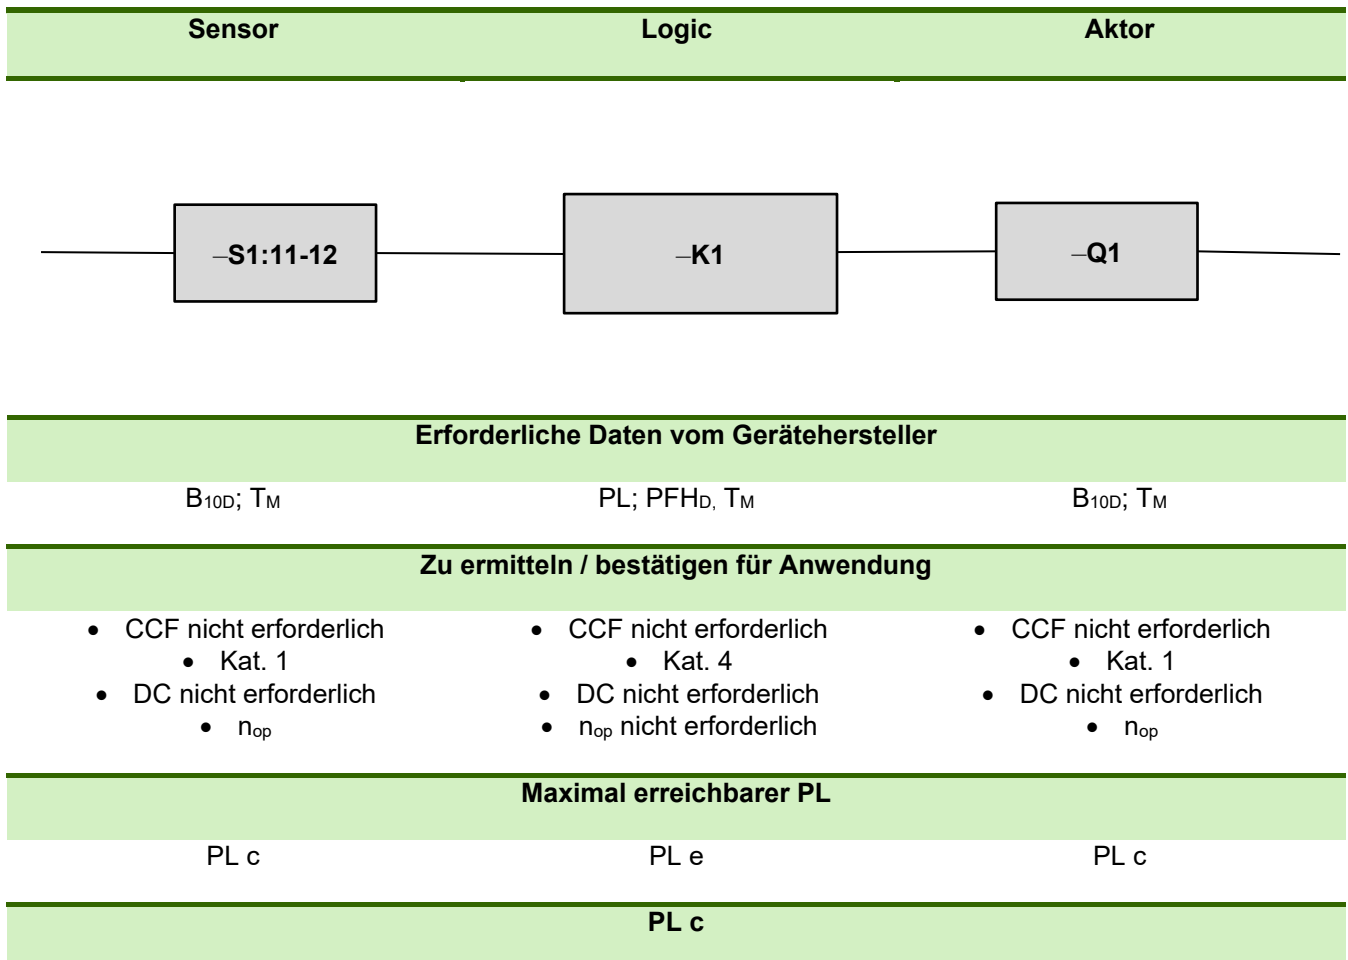 Sensor Logic Aktor
–S1:11-12 –K1 –Q1
Erforderliche Daten vom Gerätehersteller
B10D; TM PL; PFHD, TM B10D; TM
Zu ermitteln / bestätigen für Anwendung
• CCF nicht erforderlich • CCF nicht erforderlich • CCF nicht erforderlich
• Kat. 1 • Kat. 4 • Kat. 1
• DC nicht erforderlich • DC nicht erforderlich • DC nicht erforderlich
• nop • nop nicht erforderlich • nop
Maximal erreichbarer PL
PL c PL e PL c
PL c